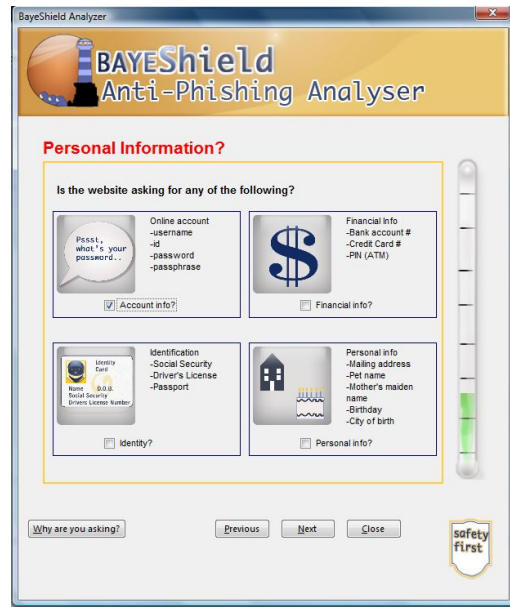 BayeShield Analyzer
BAYEShield
Anti-Phishing Analyser
Personal Information?
Is the website asking for any of the following?
Pssst,
what's your
password..
Online account
-username
-id
-password
-passphrase
Account info?
Financial Info
-Bank account #
-Credit Card #
-PIN (ATM)
$
Financial info?
Identity
Card
Name D.O.B.
Social Security
Drivers License Number
Identification
-Social Security
-Driver's License
-Passport
Identity?
Personal info
-Mailing address
-Pet name
-Mother's maiden
name
-Birthday
-City of birth
Personal info?
Why are you asking?
Previous
Next
Close
safety
first